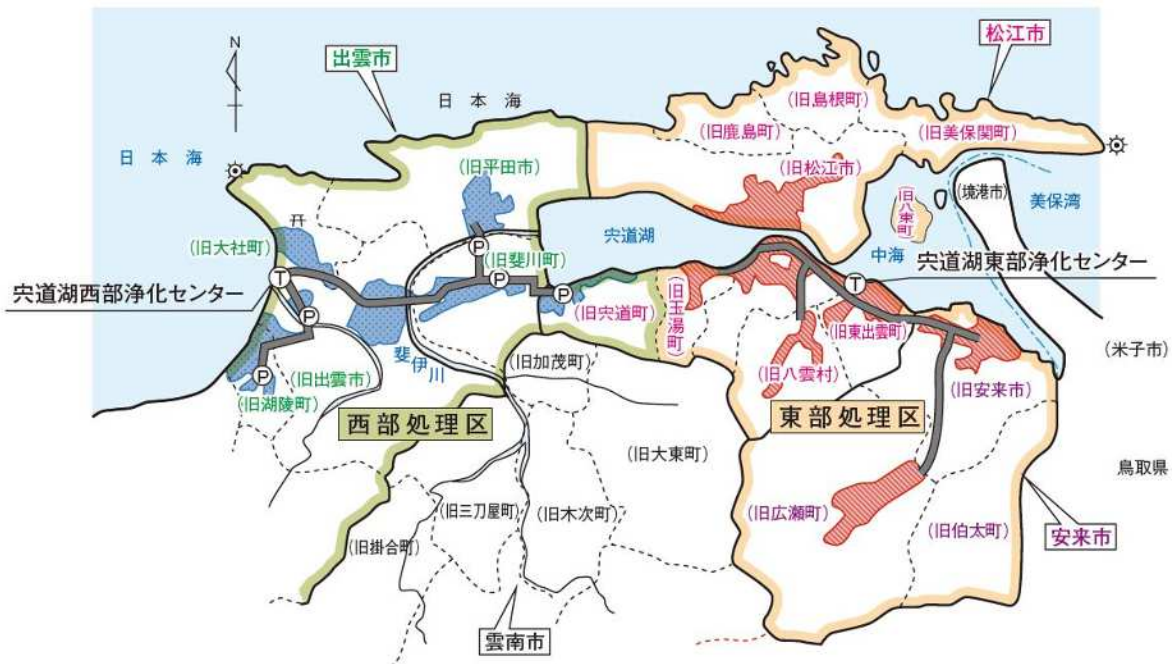 N
出雲市
松江市
日本海
日本海
(旧島根町)
(旧鹿島町)
(旧美保関町)
(旧平田市)
(旧松江市)
(旧八束町)
(境港市)
美保湾
(旧大社町)
P
宍道湖
中海
T
P
(旧斐川町)
T
宍道湖東部浄化センター
宍道湖西部浄化センター
P
P
(旧宍道町)
(旧玉湯町)
(旧東出雲町)
(米子市)
斐伊川
(旧加茂町)
P
(旧出雲市)
(旧八雲村)
(旧安来市)
(旧湖陵町)
西部処理区
東部処理区
(旧大東町)
鳥取県
(旧三刀屋町)
(旧木次町)
(旧広瀬町)
(旧伯太町)
安来市
(旧掛合町)
雲南市